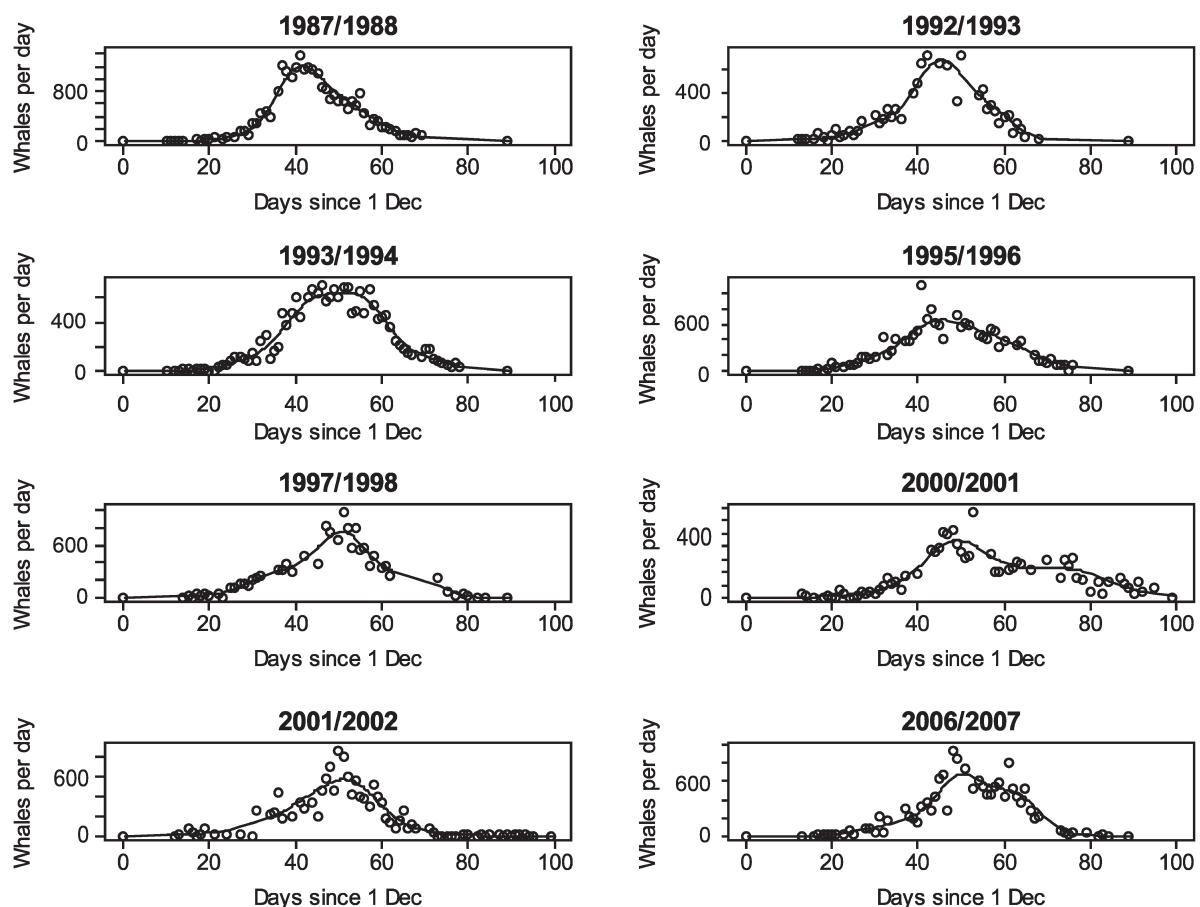 1987/1988
Whales per day
800
0
0 20 40 60 80 100
Days since 1 Dec
1992/1993
Whales per day
400
0
0 20 40 60 80 100
Days since 1 Dec
1993/1994
Whales per day
400
0
0 20 40 60 80 100
Days since 1 Dec
1995/1996
Whales per day
600
0
0 20 40 60 80 100
Days since 1 Dec
1997/1998
Whales per day
600
0
0 20 40 60 80 100
Days since 1 Dec
2000/2001
Whales per day
400
0
0 20 40 60 80 100
Days since 1 Dec
2001/2002
Whales per day
600
0
0 20 40 60 80 100
Days since 1 Dec
2006/2007
Whales per day
600
0
0 20 40 60 80 100
Days since 1 Dec